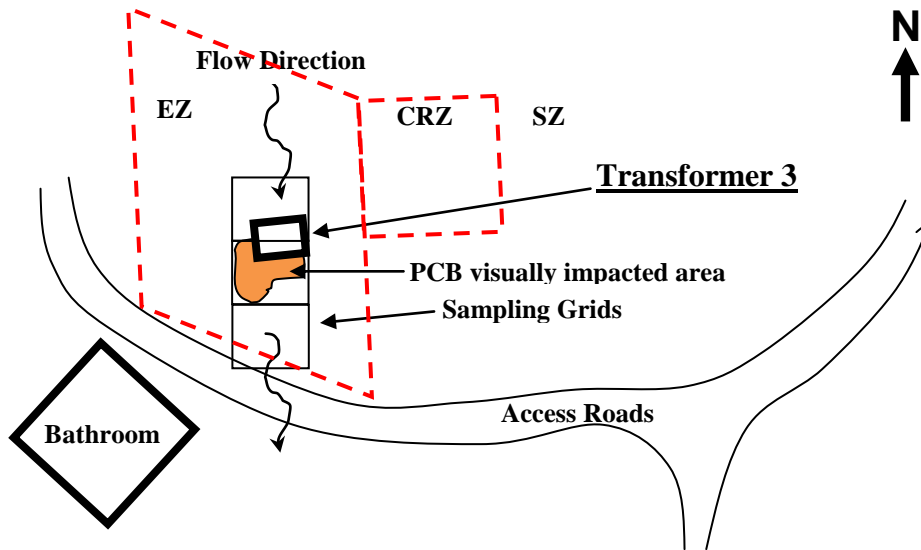 N
Flow Direction
EZ
CRZ
SZ
Transformer 3
PCB visually impacted area
Sampling Grids
Access Roads
Bathroom